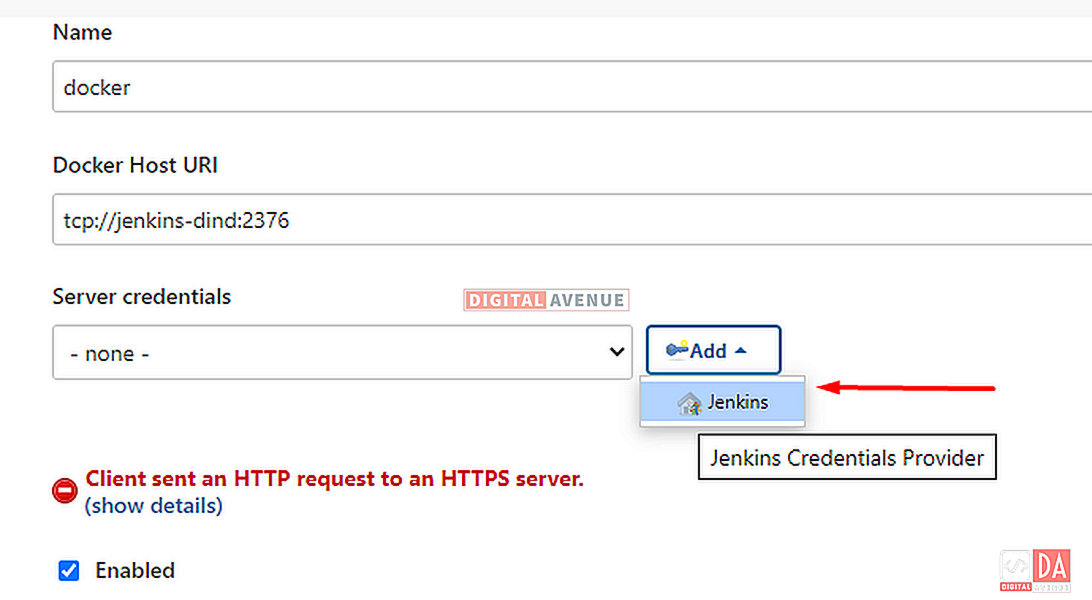 Name
docker
Docker Host URI
tcp://jenkins-dind:2376
Server credentials
DIGITAL AVENUE
- none -
Add
Jenkins
Jenkins Credentials Provider
Client sent an HTTP request to an HTTPS server.
(show details)
Enabled
</> DA
DIGITAL AVENUE